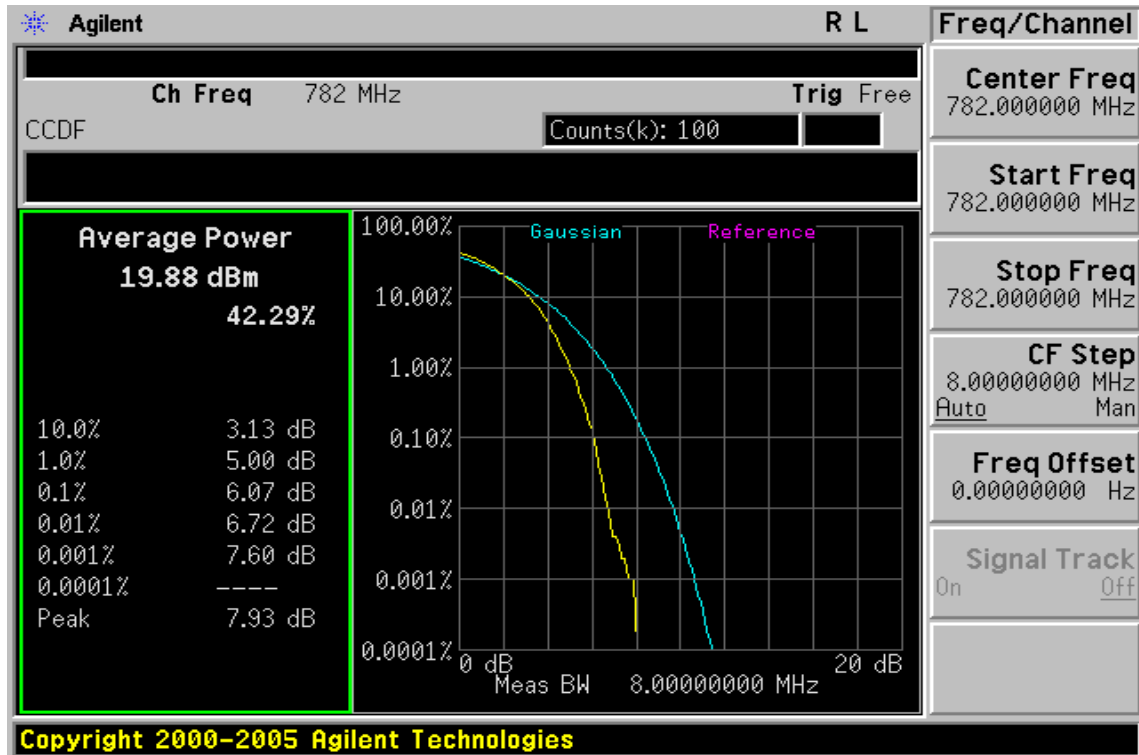 Agilent
R L
Ch Freq 782 MHz Trig Free
CCDF Counts(k): 100
Average Power
19.88 dBm
42.29%
10.0% 3.13 dB
1.0% 5.00 dB
0.1% 6.07 dB
0.01% 6.72 dB
0.001% 7.60 dB
0.0001% ----
Peak 7.93 dB
Gaussian Reference
100.00%
10.00%
1.00%
0.10%
0.01%
0.001%
0.0001%
0 dB 20 dB
Meas BW 8.00000000 MHz
Freq/Channel
Center Freq
782.000000 MHz
Start Freq
782.000000 MHz
Stop Freq
782.000000 MHz
CF Step
8.00000000 MHz
Auto Man
Freq Offset
0.00000000 Hz
Signal Track
On Off
Copyright 2000-2005 Agilent Technologies